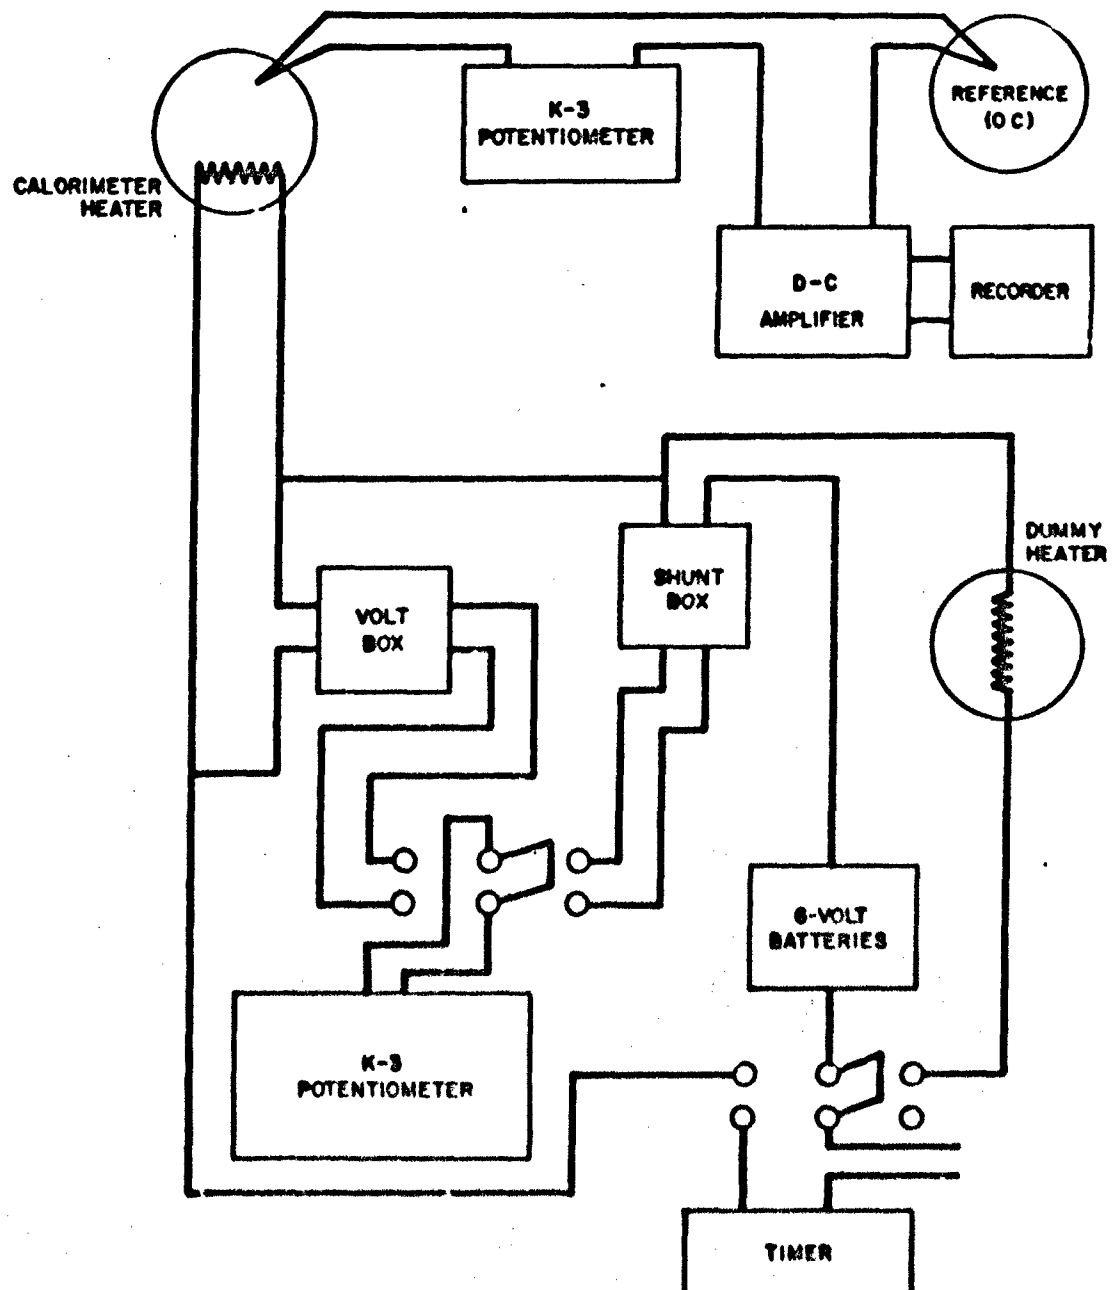 K-3
POTENTIOMETER
REFERENCE
(0 C)
CALORIMETER
HEATER
D-C
AMPLIFIER
RECORDER
DUMMY
HEATER
SHUNT
BOX
VOLT
BOX
6-VOLT
BATTERIES
K-3
POTENTIOMETER
TIMER